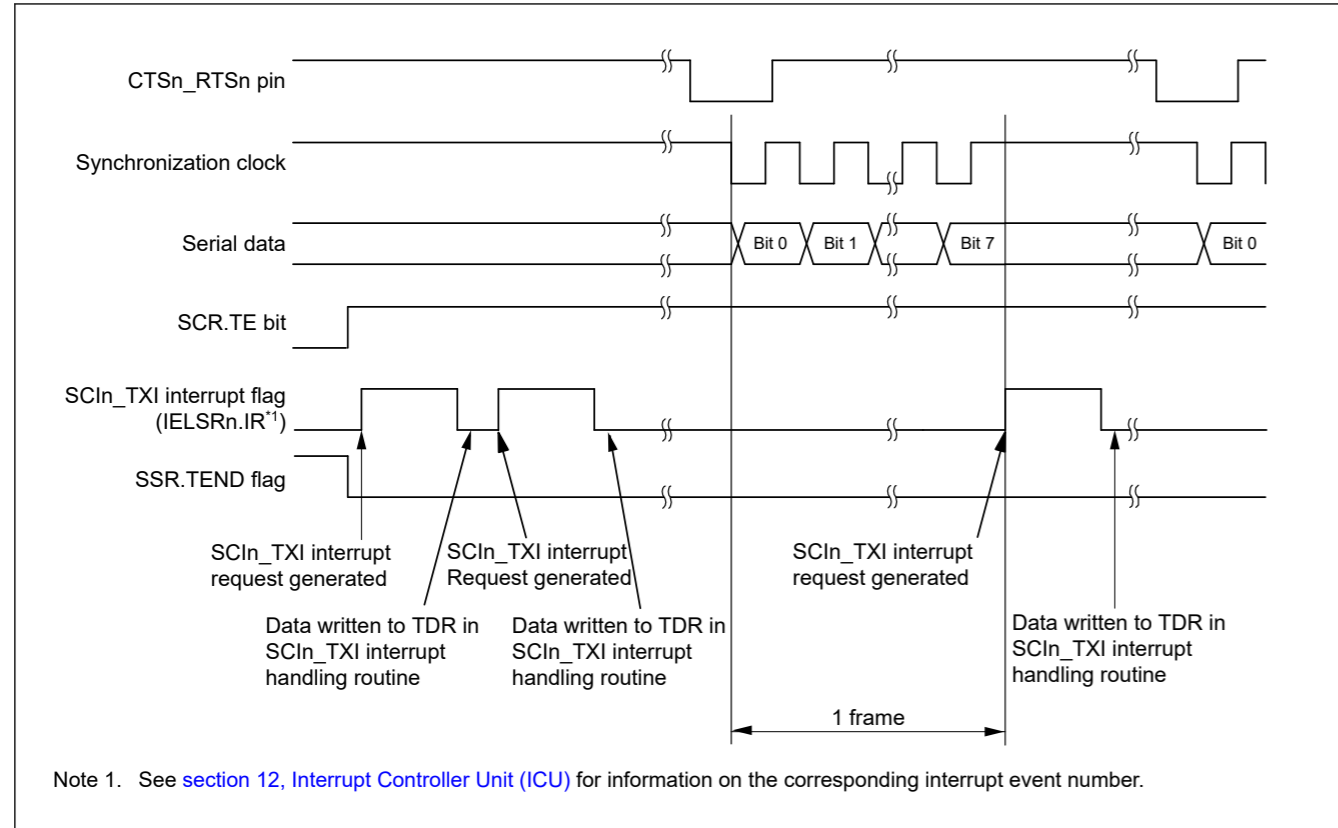 CTSn_RTSn pin
Synchronization clock
Serial data
Bit 0
Bit 1
Bit 7
Bit 0
SCR.TE bit
SCIn_TXI interrupt flag
(IELSRn.IR*1)
SSR.TEND flag
SCIn_TXI interrupt
request generated
SCIn_TXI interrupt
Request generated
SCIn_TXI interrupt
request generated
Data written to TDR in
SCIn_TXI interrupt
handling routine
Data written to TDR in
SCIn_TXI interrupt
handling routine
Data written to TDR in
SCIn_TXI interrupt
handling routine
1 frame
Note 1. See section 12, Interrupt Controller Unit (ICU) for information on the corresponding interrupt event number.